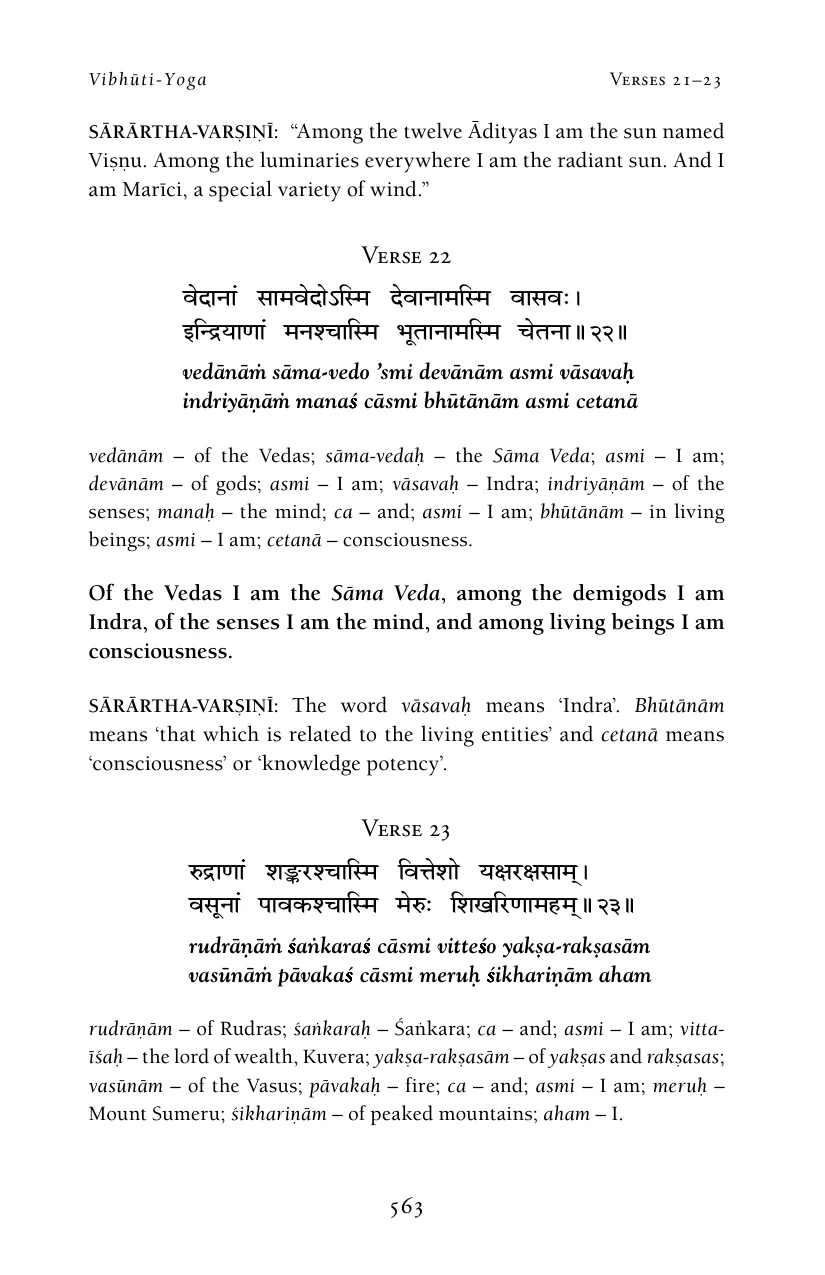 Vibhūti-Yoga VERSES 21–23
SĀRĀRTHA-VARṢIṆĪ: “Among the twelve Ādityas I am the sun named
Viṣṇu. Among the luminaries everywhere I am the radiant sun. And I
am Marīci, a special variety of wind.”
VERSE 22
वेदानां सामवेदोऽस्मि देवानामस्मि वासवः।
इन्द्रियाणां मनश्चास्मि भूतानामस्मि चेतना॥२२॥
vedānāṁ sāma-vedo ’smi devānām asmi vāsavaḥ
indriyāṇāṁ manaś cāsmi bhūtānām asmi cetanā
vedānām – of the Vedas; sāma-vedaḥ – the Sāma Veda; asmi – I am;
devānām – of gods; asmi – I am; vāsavaḥ – Indra; indriyāṇām – of the
senses; manaḥ – the mind; ca – and; asmi – I am; bhūtānām – in living
beings; asmi – I am; cetanā – consciousness.
Of the Vedas I am the Sāma Veda, among the demigods I am
Indra, of the senses I am the mind, and among living beings I am
consciousness.
SĀRĀRTHA-VARṢIṆĪ: The word vāsavaḥ means ‘Indra’. Bhūtānām
means ‘that which is related to the living entities’ and cetanā means
‘consciousness’ or ‘knowledge potency’.
VERSE 23
रुद्राणां शङ्करश्चास्मि वित्तेशो यक्षरक्षसाम्।
वसूनां पावकश्चास्मि मेरुः शिखरिणामहम्॥२३॥
rudrāṇāṁ śaṅkaraś cāsmi vitteśo yakṣa-rakṣasām
vasūnāṁ pāvakaś cāsmi meruḥ śikhariṇām aham
rudrāṇām – of Rudras; śaṅkaraḥ – Śaṅkara; ca – and; asmi – I am; vitta-
īśaḥ – the lord of wealth, Kuvera; yakṣa-rakṣasām – of yakṣas and rakṣasas;
vasūnām – of the Vasus; pāvakaḥ – fire; ca – and; asmi – I am; meruḥ –
Mount Sumeru; śikhariṇām – of peaked mountains; aham – I.
563